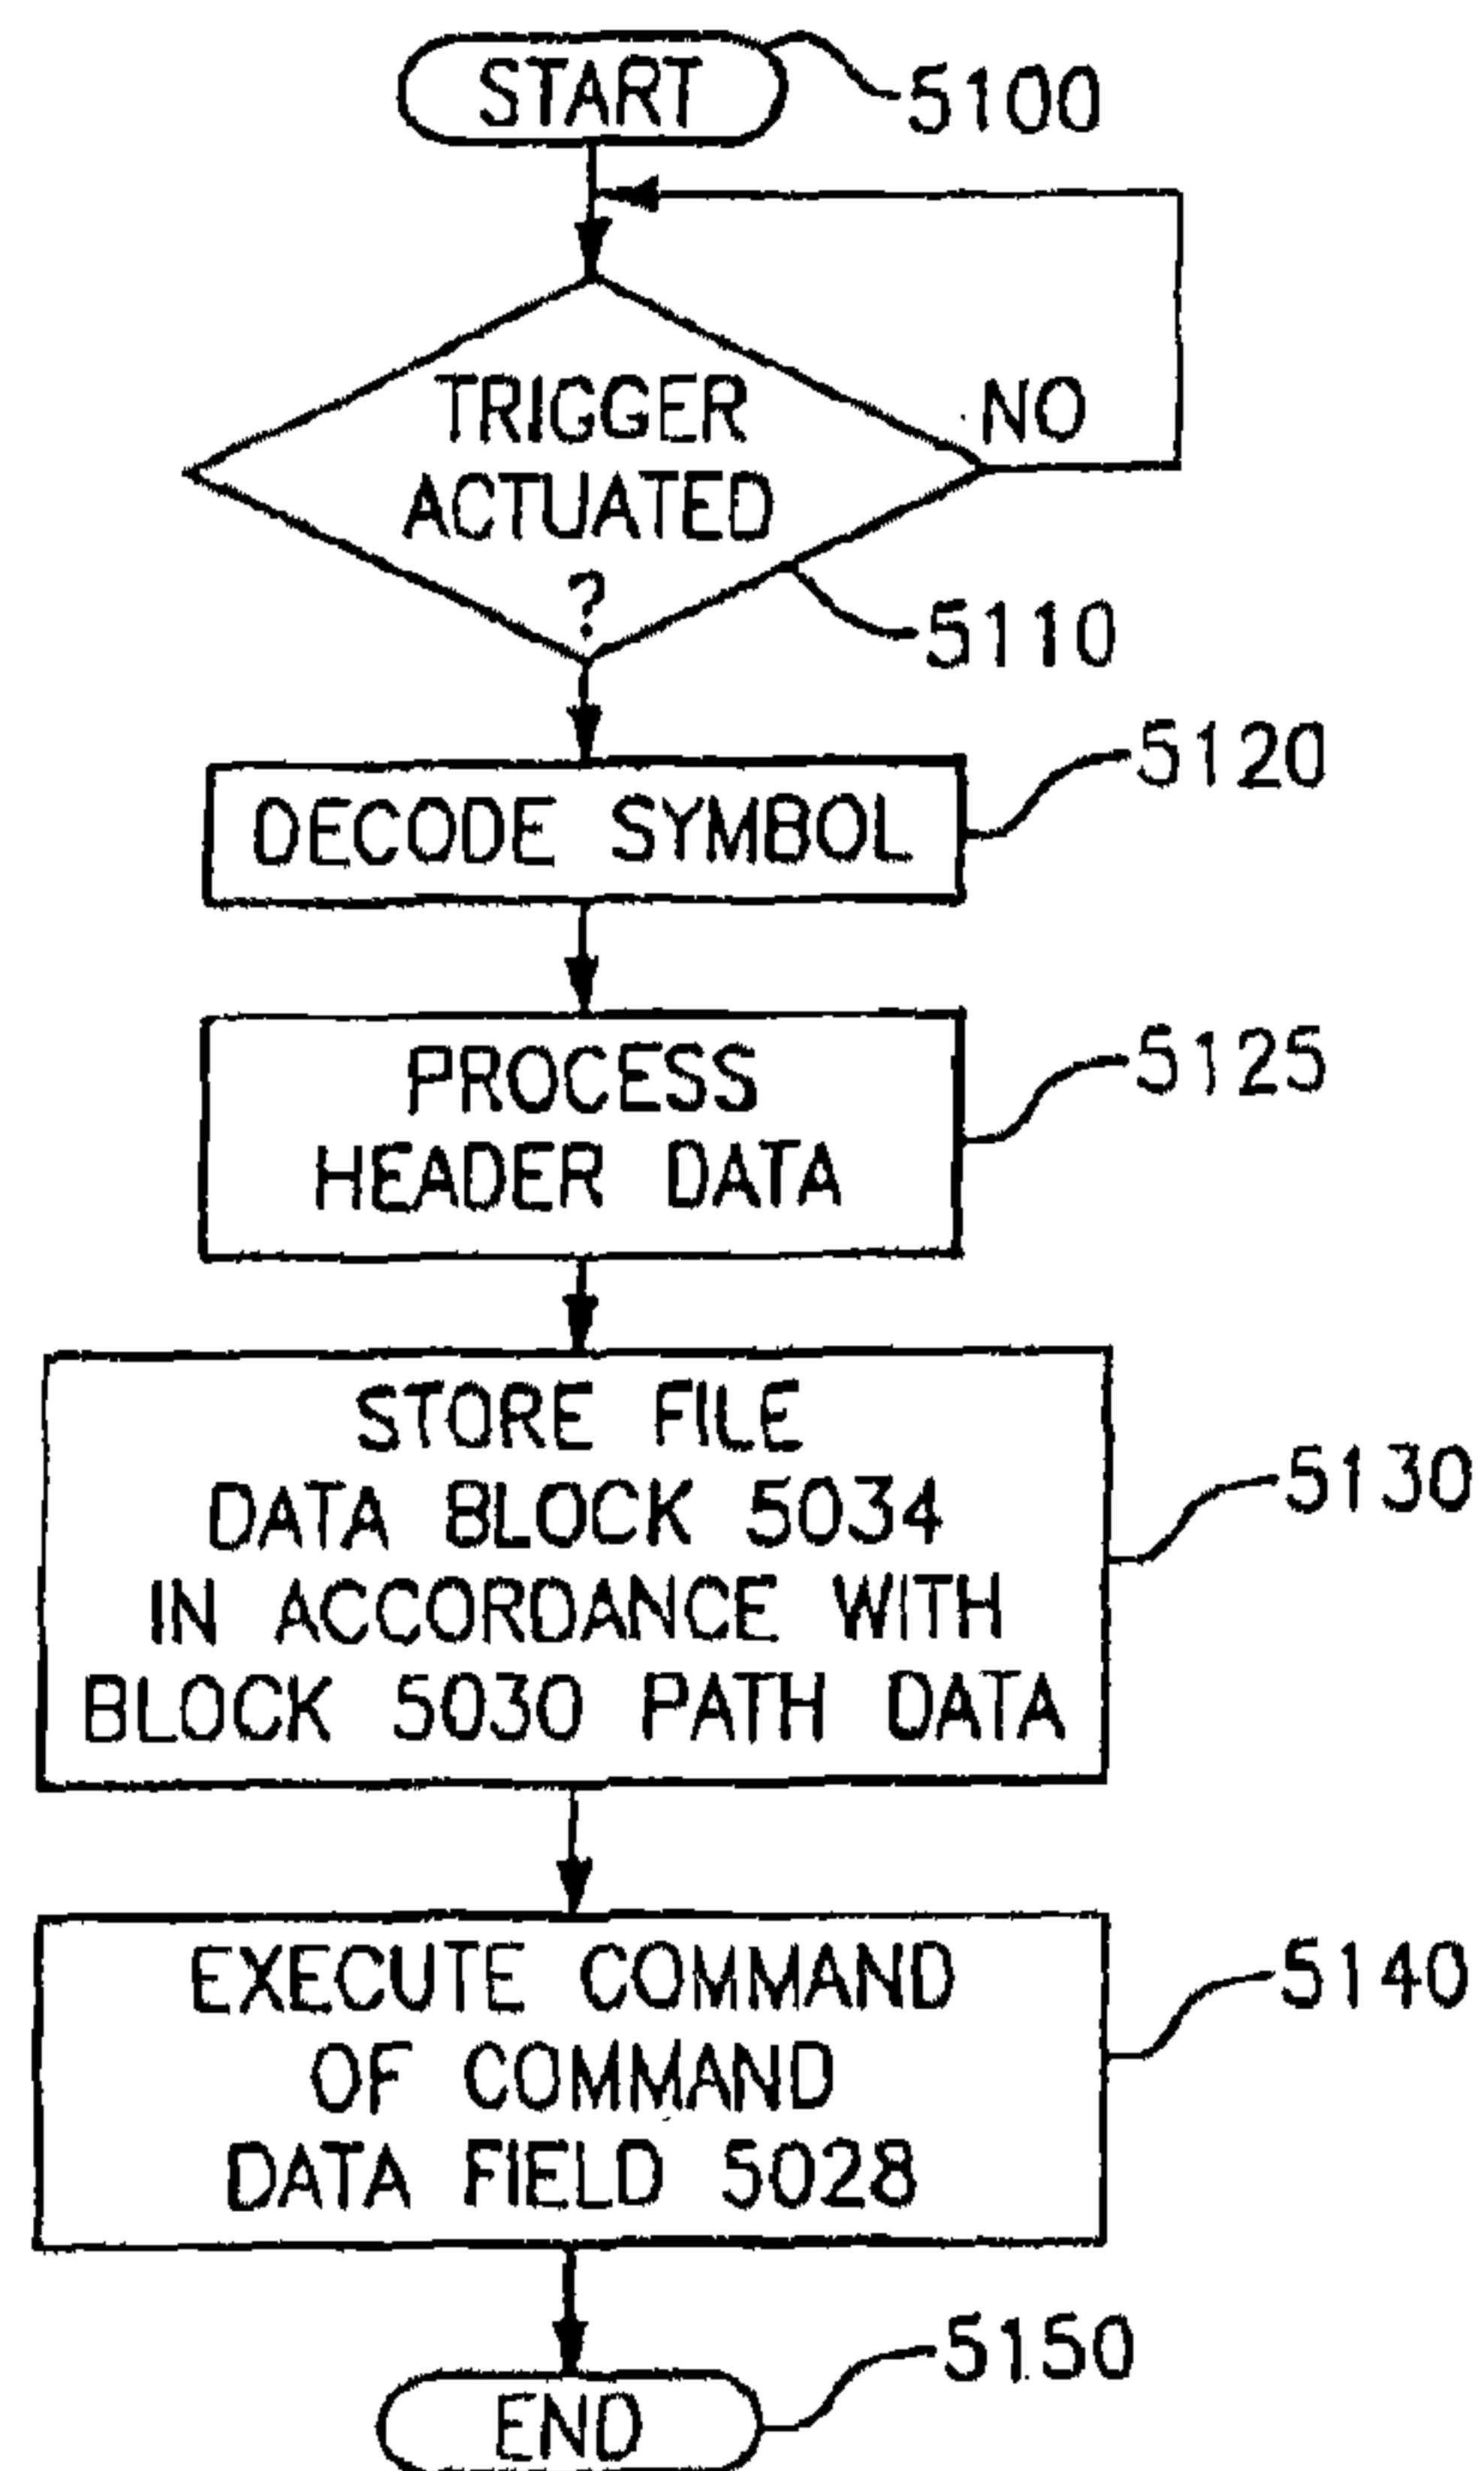 START
5100
TRIGGER
ACTUATED
?
NO
5110
DECODE SYMBOL
5120
PROCESS
HEADER DATA
5125
STORE FILE
DATA BLOCK 5034
IN ACCORDANCE WITH
BLOCK 5030 PATH DATA
5130
EXECUTE COMMAND
OF COMMAND
DATA FIELD 5028
5140
END
5150